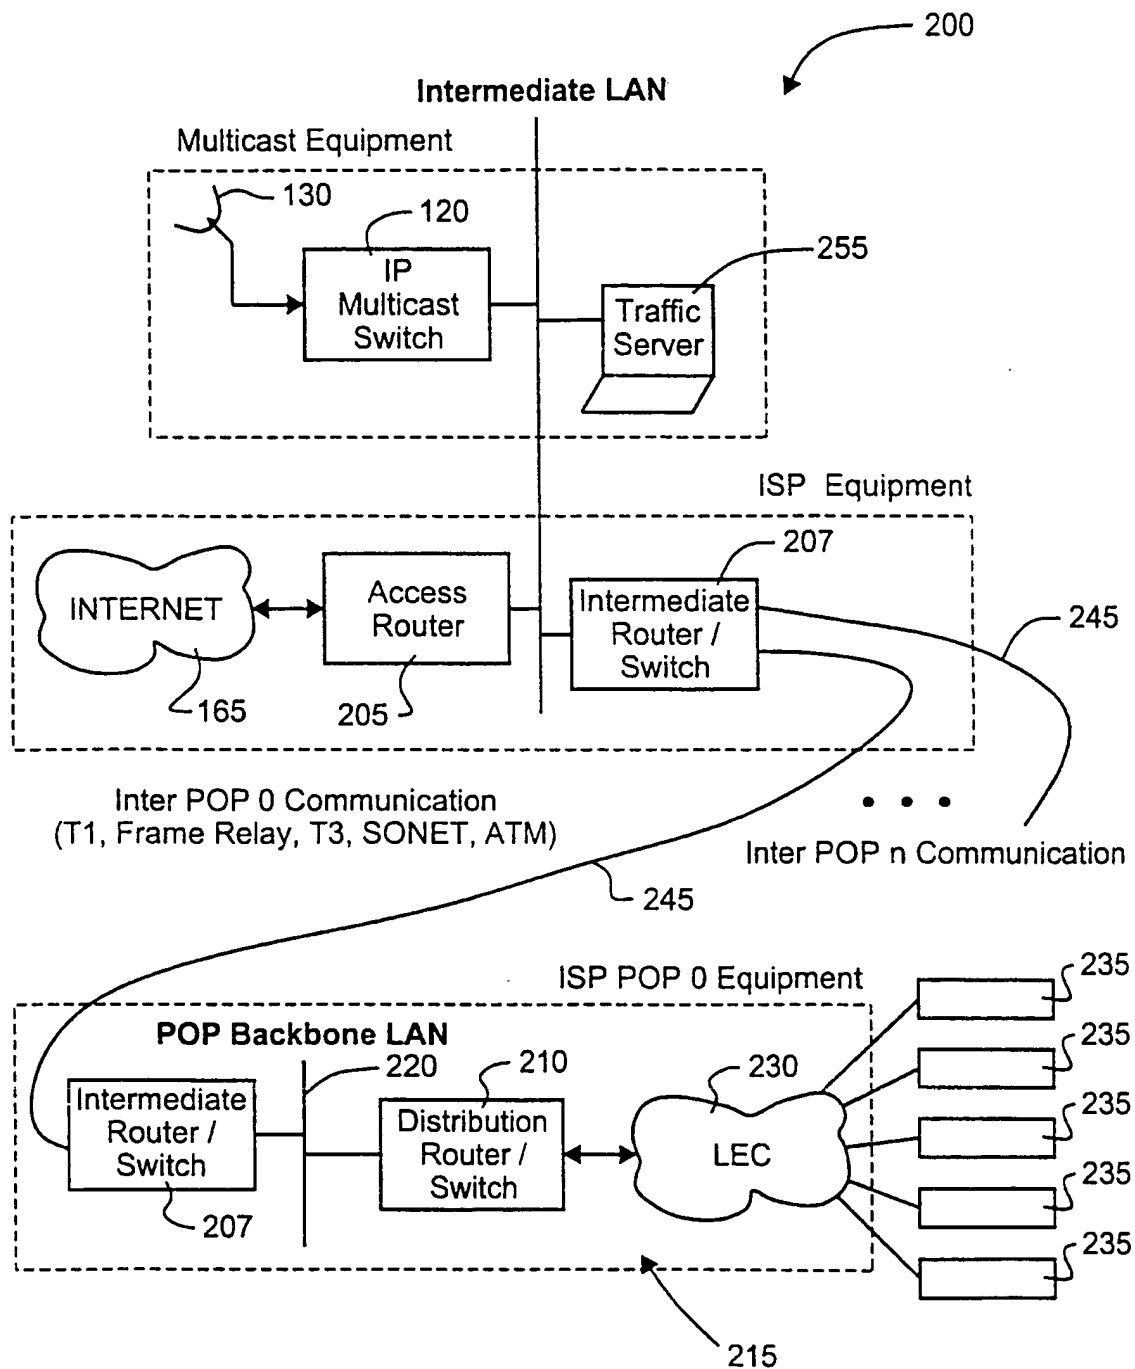 200
Intermediate LAN
Multicast Equipment
130
120
IP
Multicast
Switch
255
Traffic
Server
ISP Equipment
207
INTERNET
Access
Router
Intermediate
Router /
Switch
245
165
205
Inter POP 0 Communication
(T1, Frame Relay, T3, SONET, ATM)
• • •
Inter POP n Communication
245
ISP POP 0 Equipment
235
POP Backbone LAN
220
210
230
235
Intermediate
Router /
Switch
Distribution
Router /
Switch
LEC
235
235
207
235
215